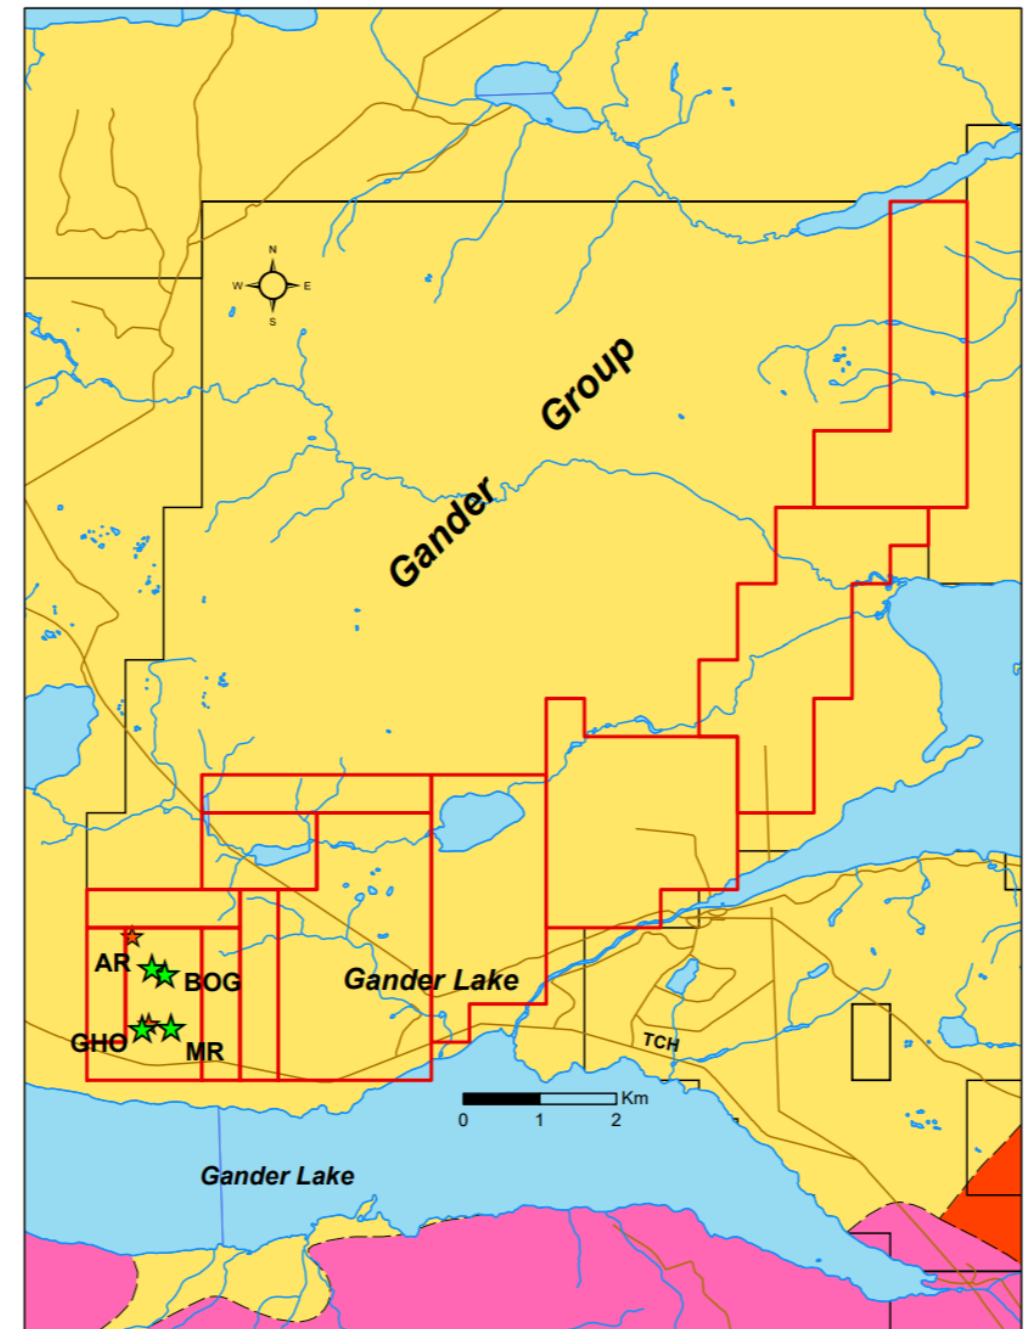 N
W E
S
Group
Gander
AR
BOG
Gander Lake
GHO
MR
TCH
Km
0 1 2
Gander Lake